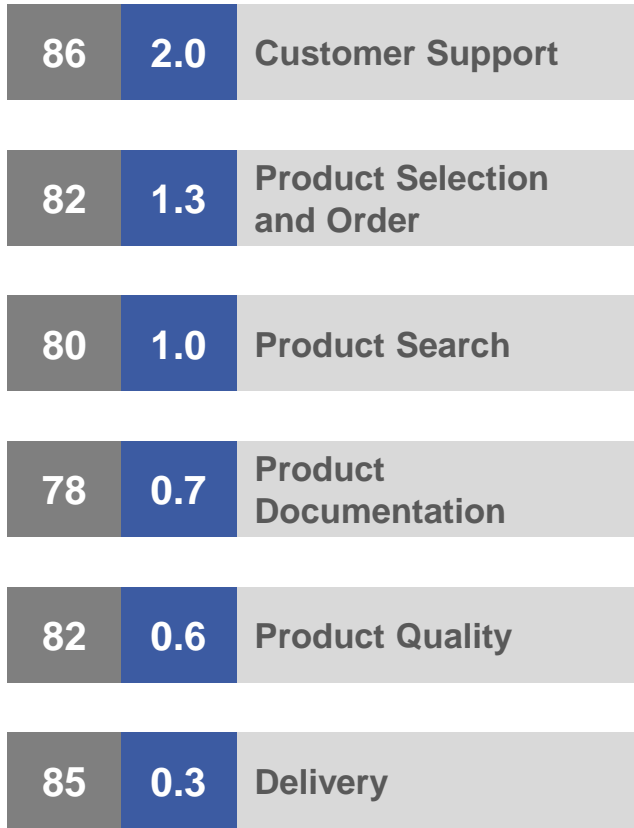 86 2.0 Customer Support
82 1.3 Product Selection
and Order
80 1.0 Product Search
78 0.7 Product
Documentation
82 0.6 Product Quality
85 0.3 Delivery